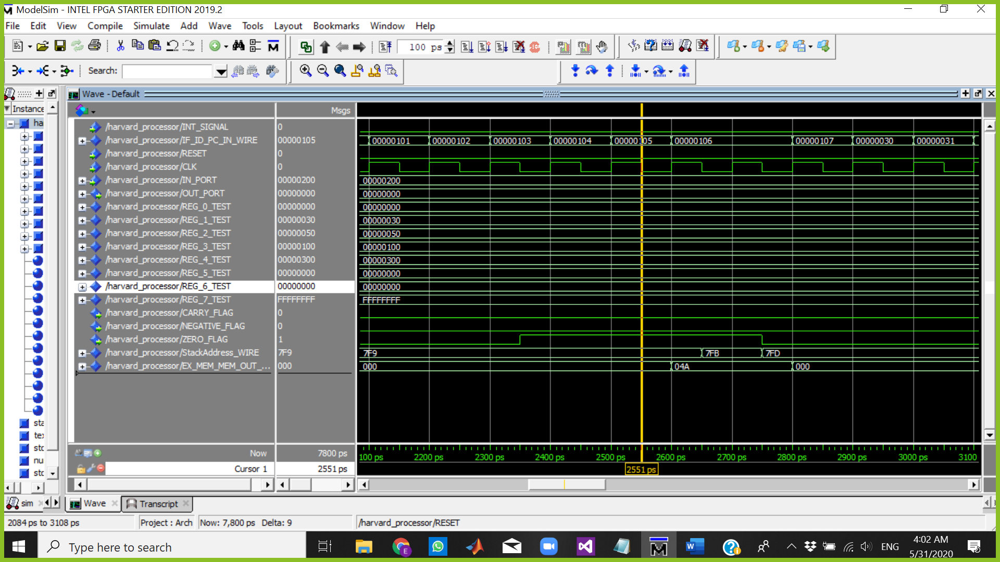 ModelSim - INTEL FPGA STARTER EDITION 2019.2
File Edit View Compile Simulate Add Wave Tools Layout Bookmarks Window Help
100 ps
Search:
Wave - Default
Instance
Msgs
ha
/harvard_processor/INT_SIGNAL 0
/harvard_processor/IF_ID_PC_IN_WIRE 00000105 00000101 00000102 00000103 00000104 00000105 00000106 00000107 00000030 00000031
/harvard_processor/RESET 0
/harvard_processor/CLK 0
/harvard_processor/IN_PORT 00000200 00000200
/harvard_processor/OUT_PORT 00000000 00000000
/harvard_processor/REG_0_TEST 00000000 00000000
/harvard_processor/REG_1_TEST 00000030 00000030
/harvard_processor/REG_2_TEST 00000050 00000050
/harvard_processor/REG_3_TEST 00000100 00000100
/harvard_processor/REG_4_TEST 00000300 00000300
/harvard_processor/REG_5_TEST 00000000 00000000
/harvard_processor/REG_6_TEST 00000000 00000000
/harvard_processor/REG_7_TEST FFFFFFFF FFFFFFFF
/harvard_processor/CARRY_FLAG 0
/harvard_processor/NEGATIVE_FLAG 0
/harvard_processor/ZERO_FLAG 1
/harvard_processor/StackAddress_WIRE 7F9 7F9 7FB 7FD
/harvard_processor/EX_MEM_MEM_OUT_... 000 000 04A 000
sta
tex
std
nu
std
Now 7800 ps 100 ps 2200 ps 2300 ps 2400 ps 2500 ps 2600 ps 2700 ps 2800 ps 2900 ps 3000 ps 3100
Cursor 1 2551 ps 2551 ps
sim Wave Transcript
2084 ps to 3108 ps Project : Arch Now: 7,800 ps Delta: 9 /harvard_processor/RESET
Type here to search
E
W
ENG
4:02 AM
5/31/2020